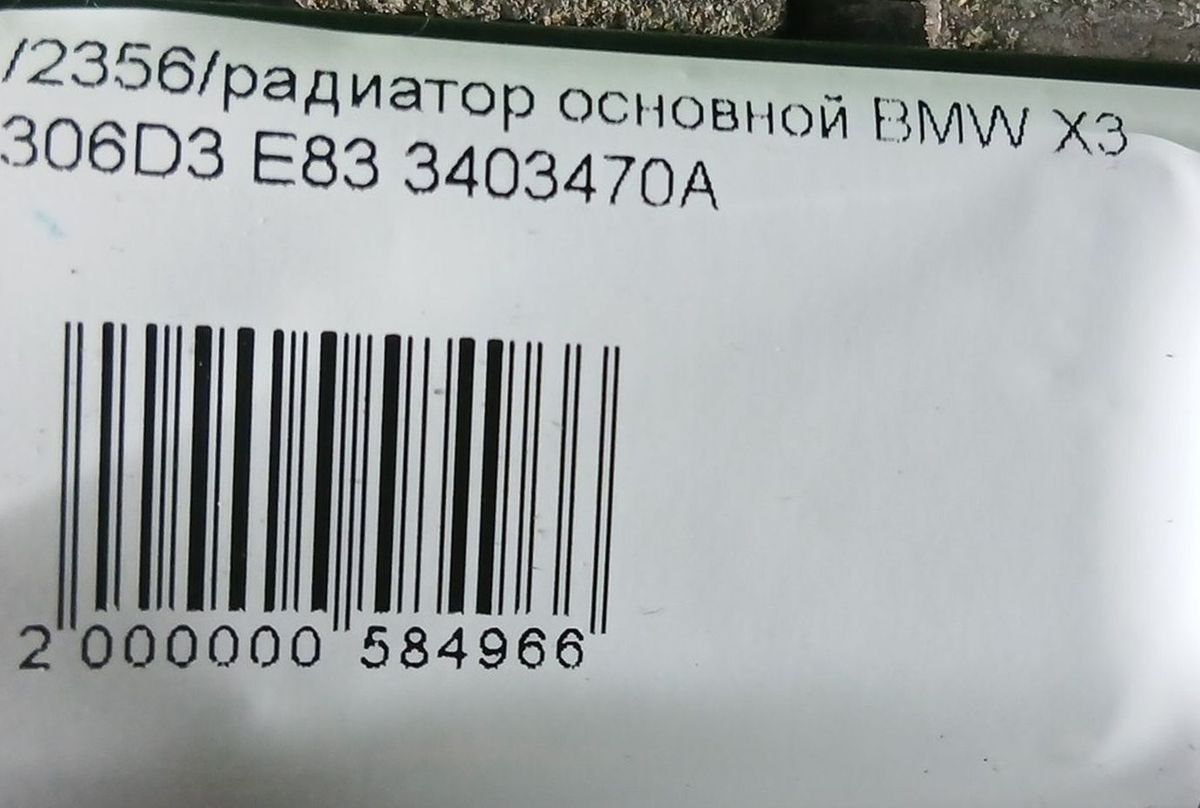 /2356/радиатор основной BMW X3
306D3 E83 3403470A
2 000000 584966